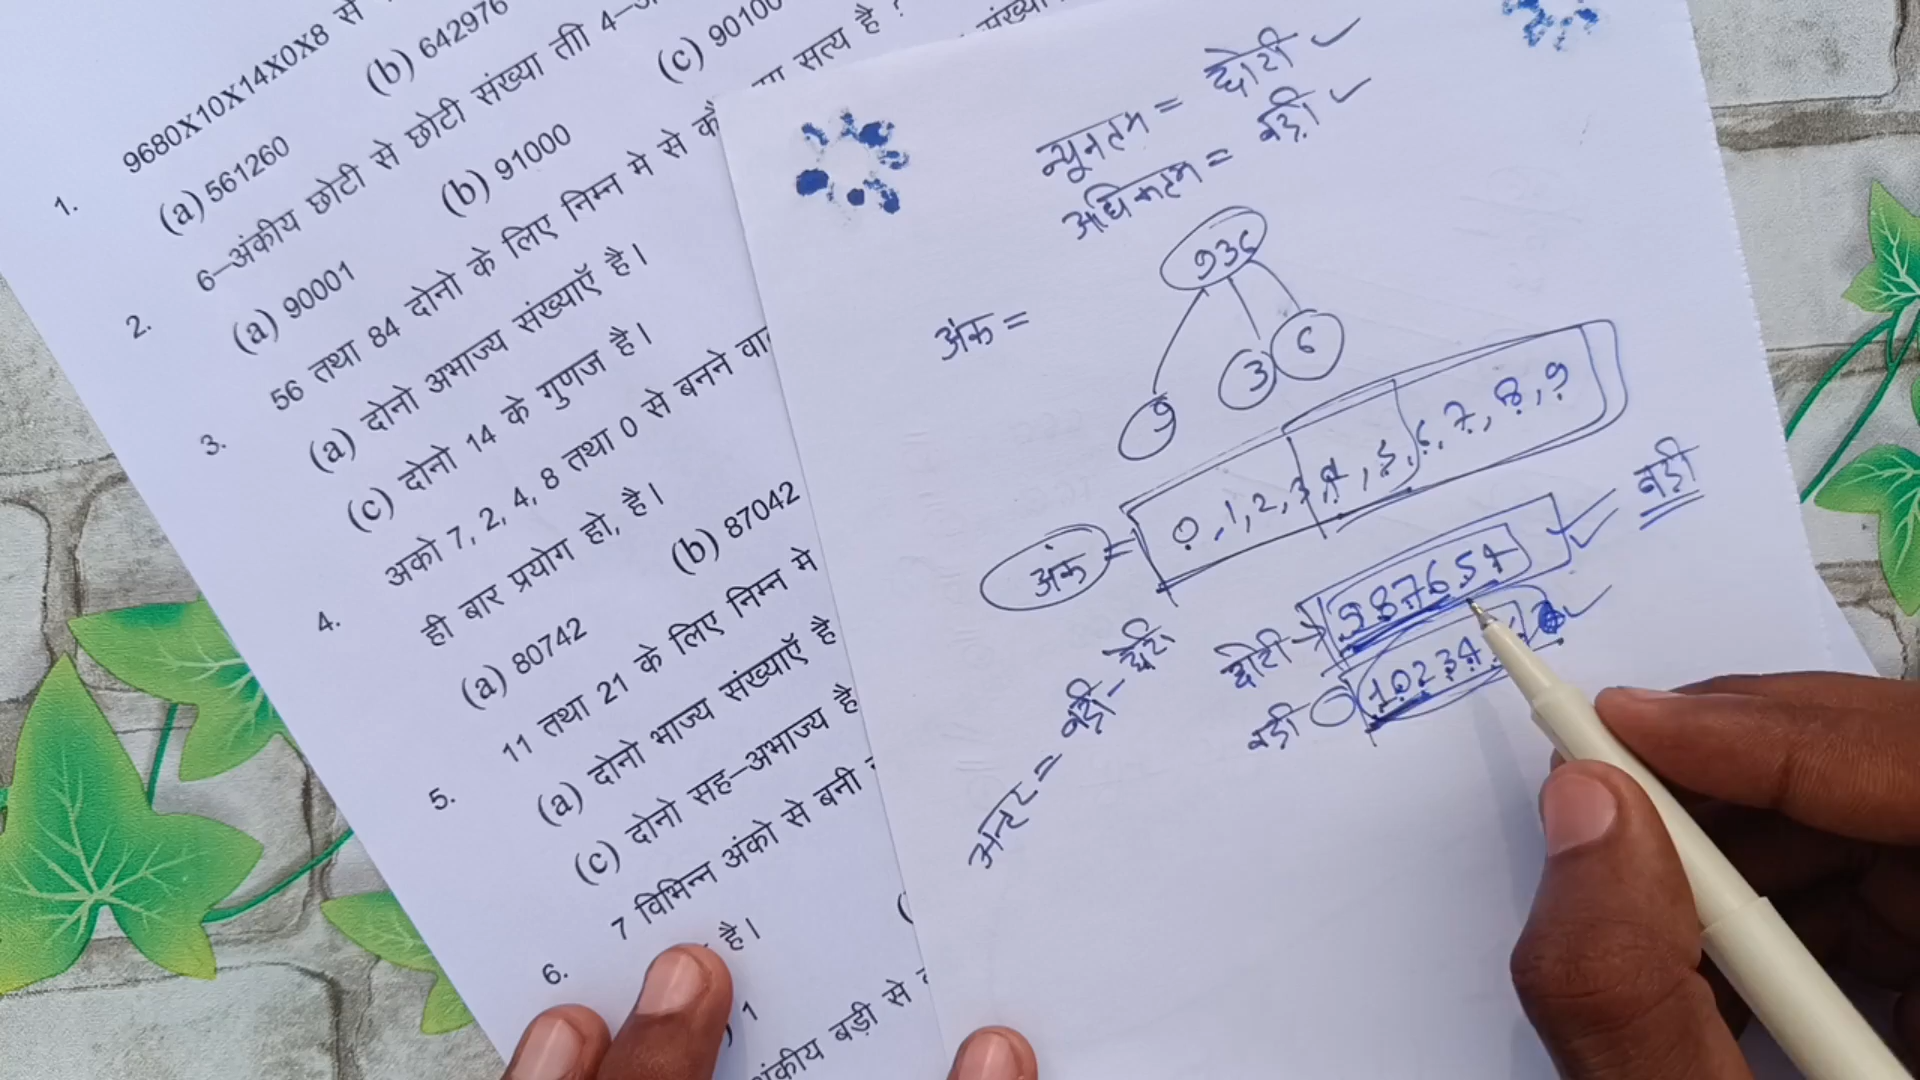 1. 9680X10X14X0X8 से
(a) 561260 (b) 642976
2. 6–अंकीय छोटी से छोटी संख्या ती 4–अ
(a) 90001 (b) 91000 (c) 90100
3. 56 तथा 84 दोनो के लिए निम्न मे से कौ सत्य है ?
(a) दोनो अभाज्य संख्याएँ है।
(c) दोनो 14 के गुणज है।
4. अको 7, 2, 4, 8 तथा 0 से बनने वा
ही बार प्रयोग हो, है।
(a) 80742 (b) 87042
5. 11 तथा 21 के लिए निम्न मे
(a) दोनो भाज्य संख्याएँ है
(c) दोनो सह–अभाज्य है
6. 7 विभिन्न अंको से बनी
है।
) 1
अंकीय बड़ी से
संख्या
न्यूनतम = छोटी ✓
अधिकतम = बड़ी ✓
936
अंक =
9 3 6
अंक = 0,1,2,3,4,5,6,7,8,9
बड़ी
छोटी → 987654
बड़ी 10234
अन्तर = बड़ी – छोटी